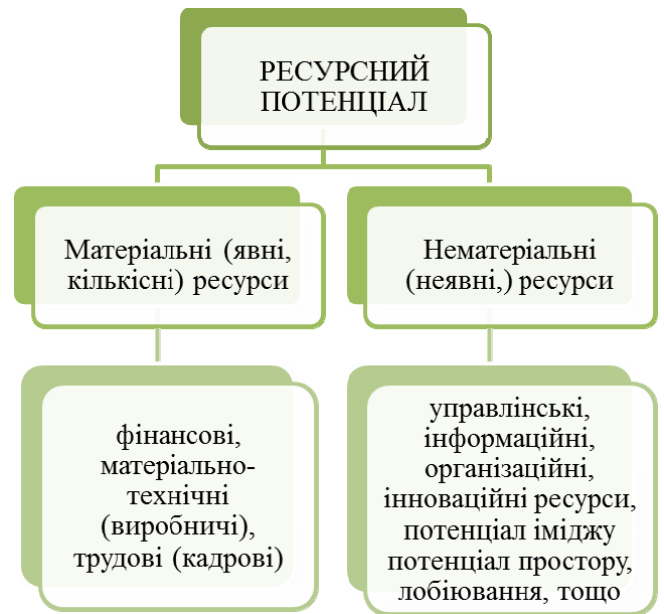 РЕСУРСНИЙ
ПОТЕНЦІАЛ
Матеріальні (явні,
кількісні) ресурси
Нематеріальні
(неявні,) ресурси
фінансові,
матеріально-
технічні
(виробничі),
трудові (кадрові)
управлінські,
інформаційні,
організаційні,
інноваційні ресурси,
потенціал іміджу
потенціал простору,
лобіювання, тощо